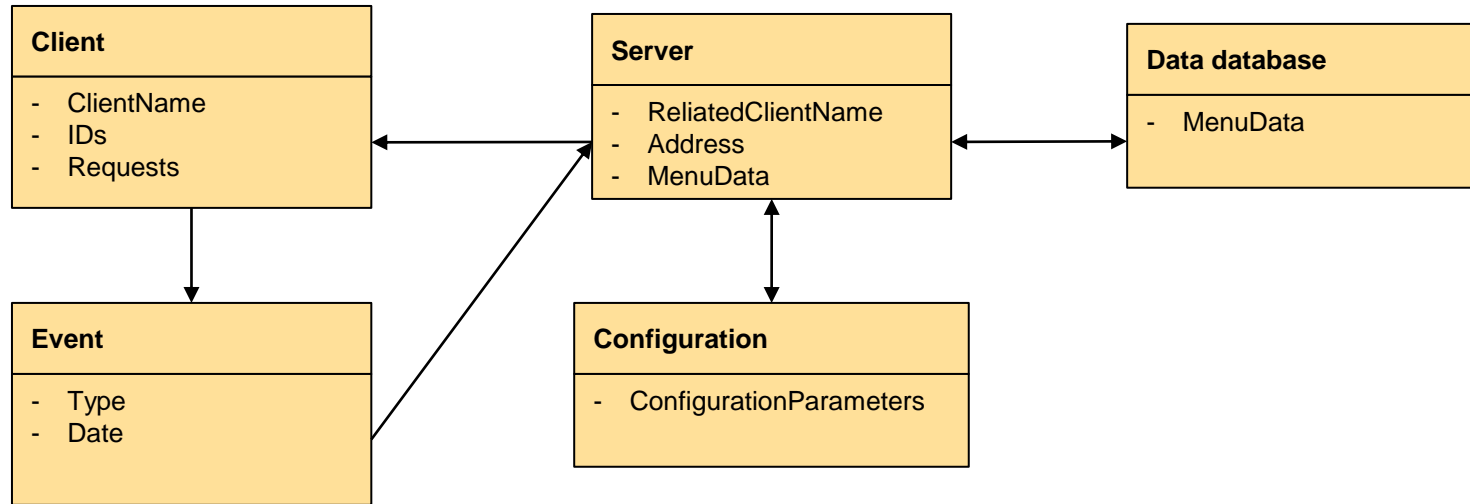 Client
- ClientName
- IDs
- Requests
Server
- ReliatedClientName
- Address
- MenuData
Data database
- MenuData
Event
- Type
- Date
Configuration
- ConfigurationParameters